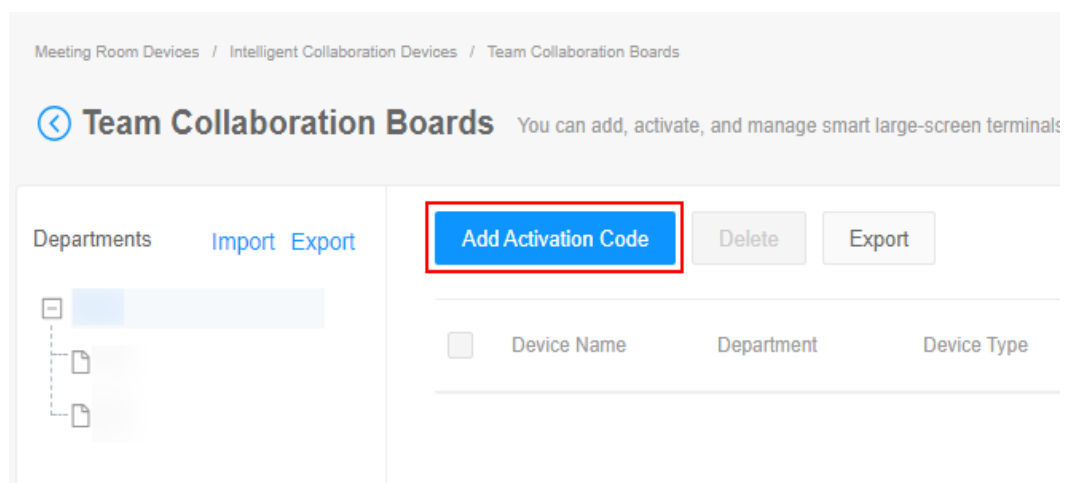 Meeting Room Devices / Intelligent Collaboration Devices / Team Collaboration Boards
Team Collaboration Boards You can add, activate, and manage smart large-screen terminals
Departments Import Export
Add Activation Code Delete Export
Device Name Department Device Type